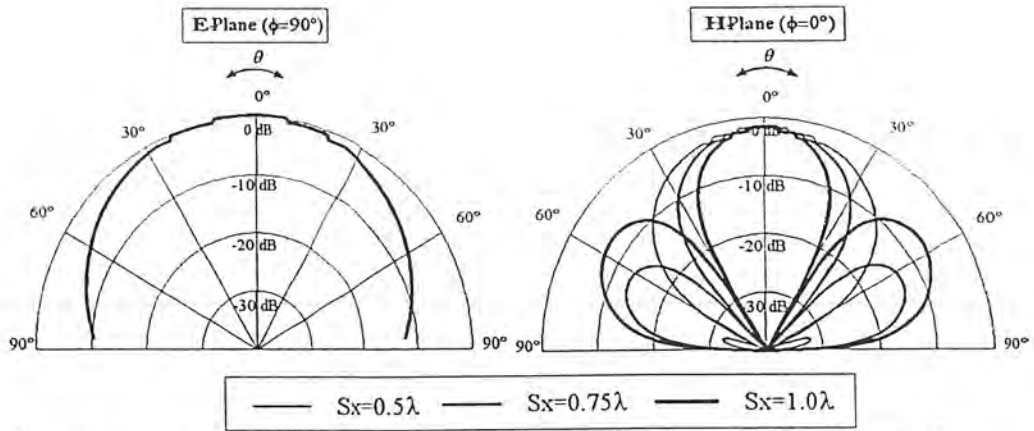 E-Plane (ϕ=90°)
H-Plane (ϕ=0°)
θ
θ
0°
0°
30°
30°
30°
30°
0 dB
0 dB
-10 dB
-10 dB
60°
60°
60°
60°
-20 dB
-20 dB
-30 dB
-30 dB
90°
90°
90°
90°
Sx=0.5λ
Sx=0.75λ
Sx=1.0λ